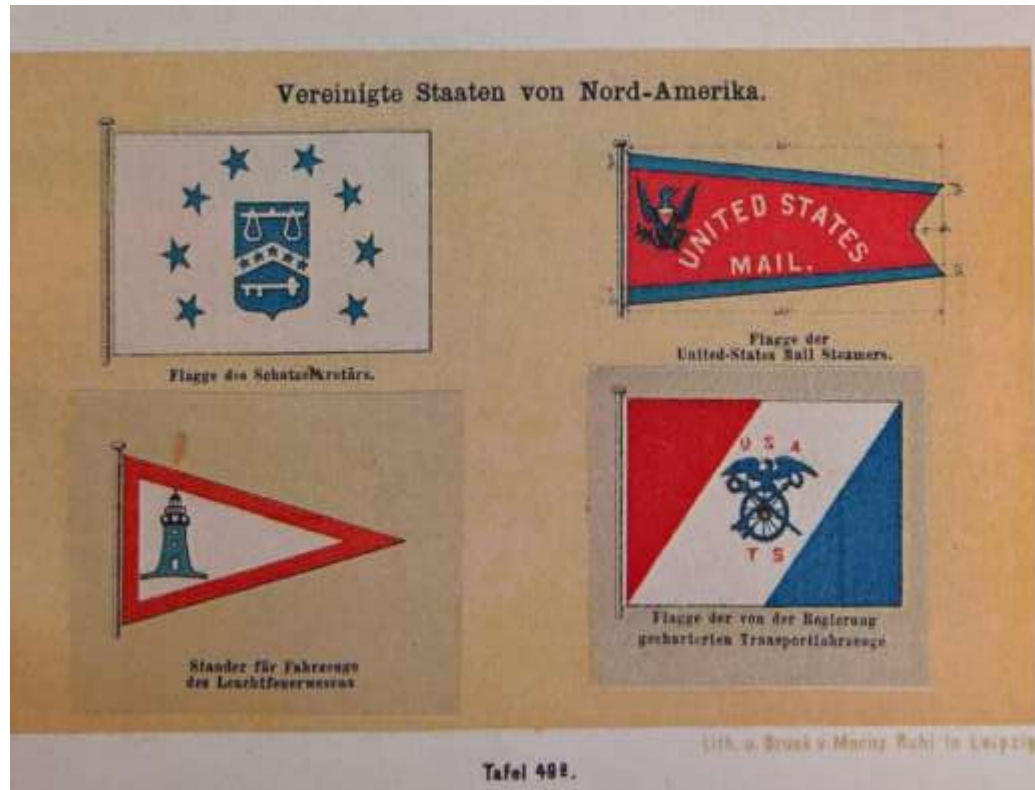 Vereinigte Staaten von Nord-Amerika.
Flagge des Schatzsekretärs.
UNITED STATES
MAIL.
Flagge der
United-States Mail Steamers.
Stander für Fahrzeuge
des Leuchtfeuerwesens
U S A
T S
Flagge der von der Regierung
gecharterten Transportfahrzeuge
Lith. u. Druck v. Moritz Ruhl in Leipzig
Tafel